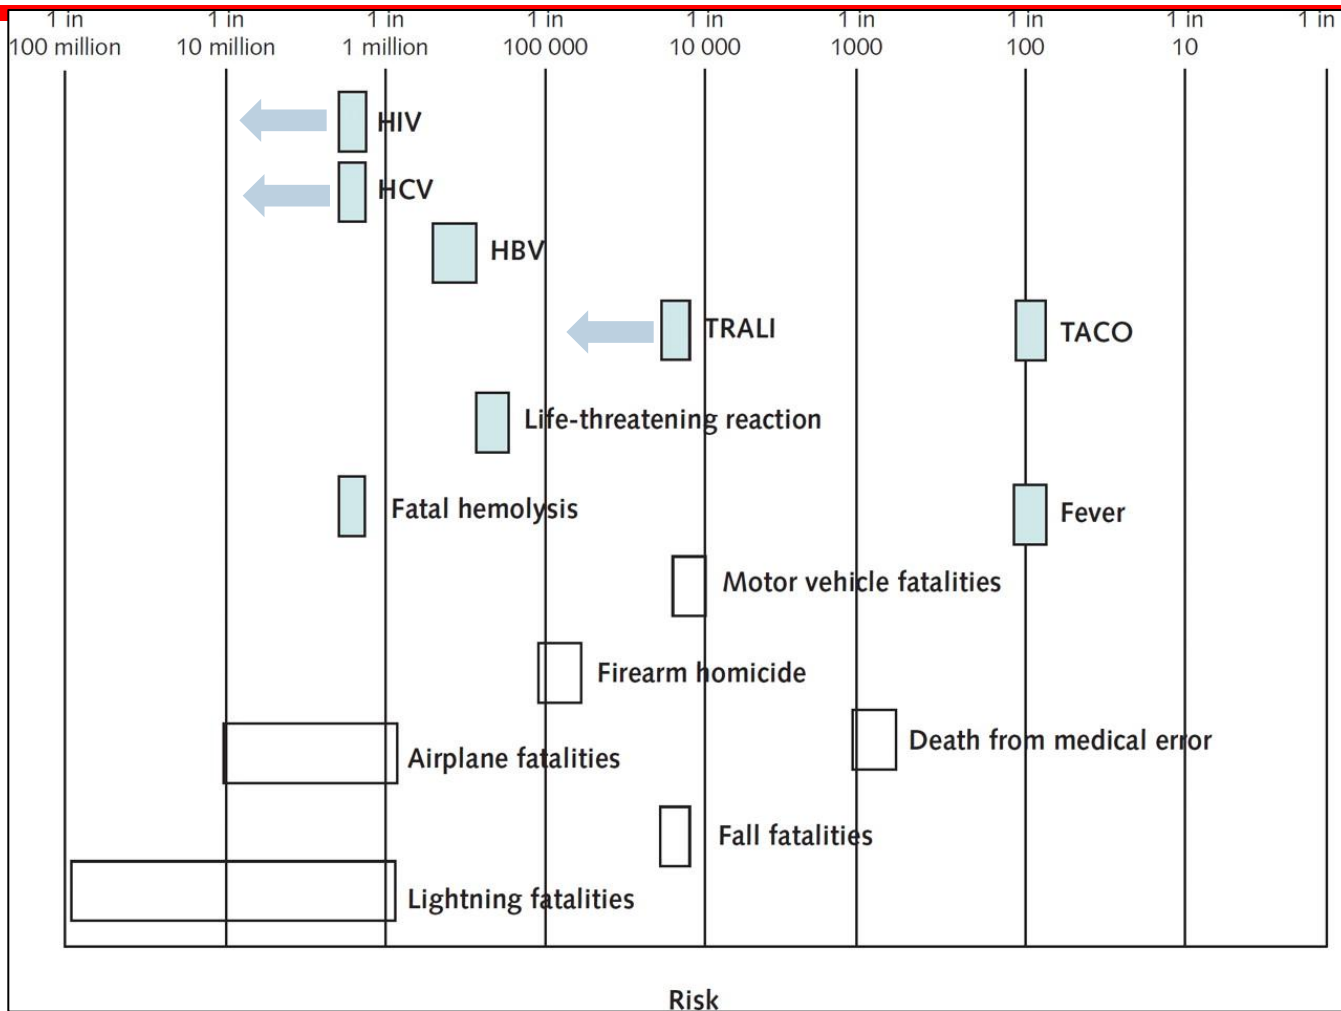 1 in 1 in 1 in 1 in 1 in 1 in 1 in 1 in 1 in
100 million 10 million 1 million 100 000 10 000 1000 100 10
HIV
HCV
HBV
TRALI TACO
Life-threatening reaction
Fatal hemolysis Fever
Motor vehicle fatalities
Firearm homicide
Death from medical error
Airplane fatalities
Fall fatalities
Lightning fatalities
Risk